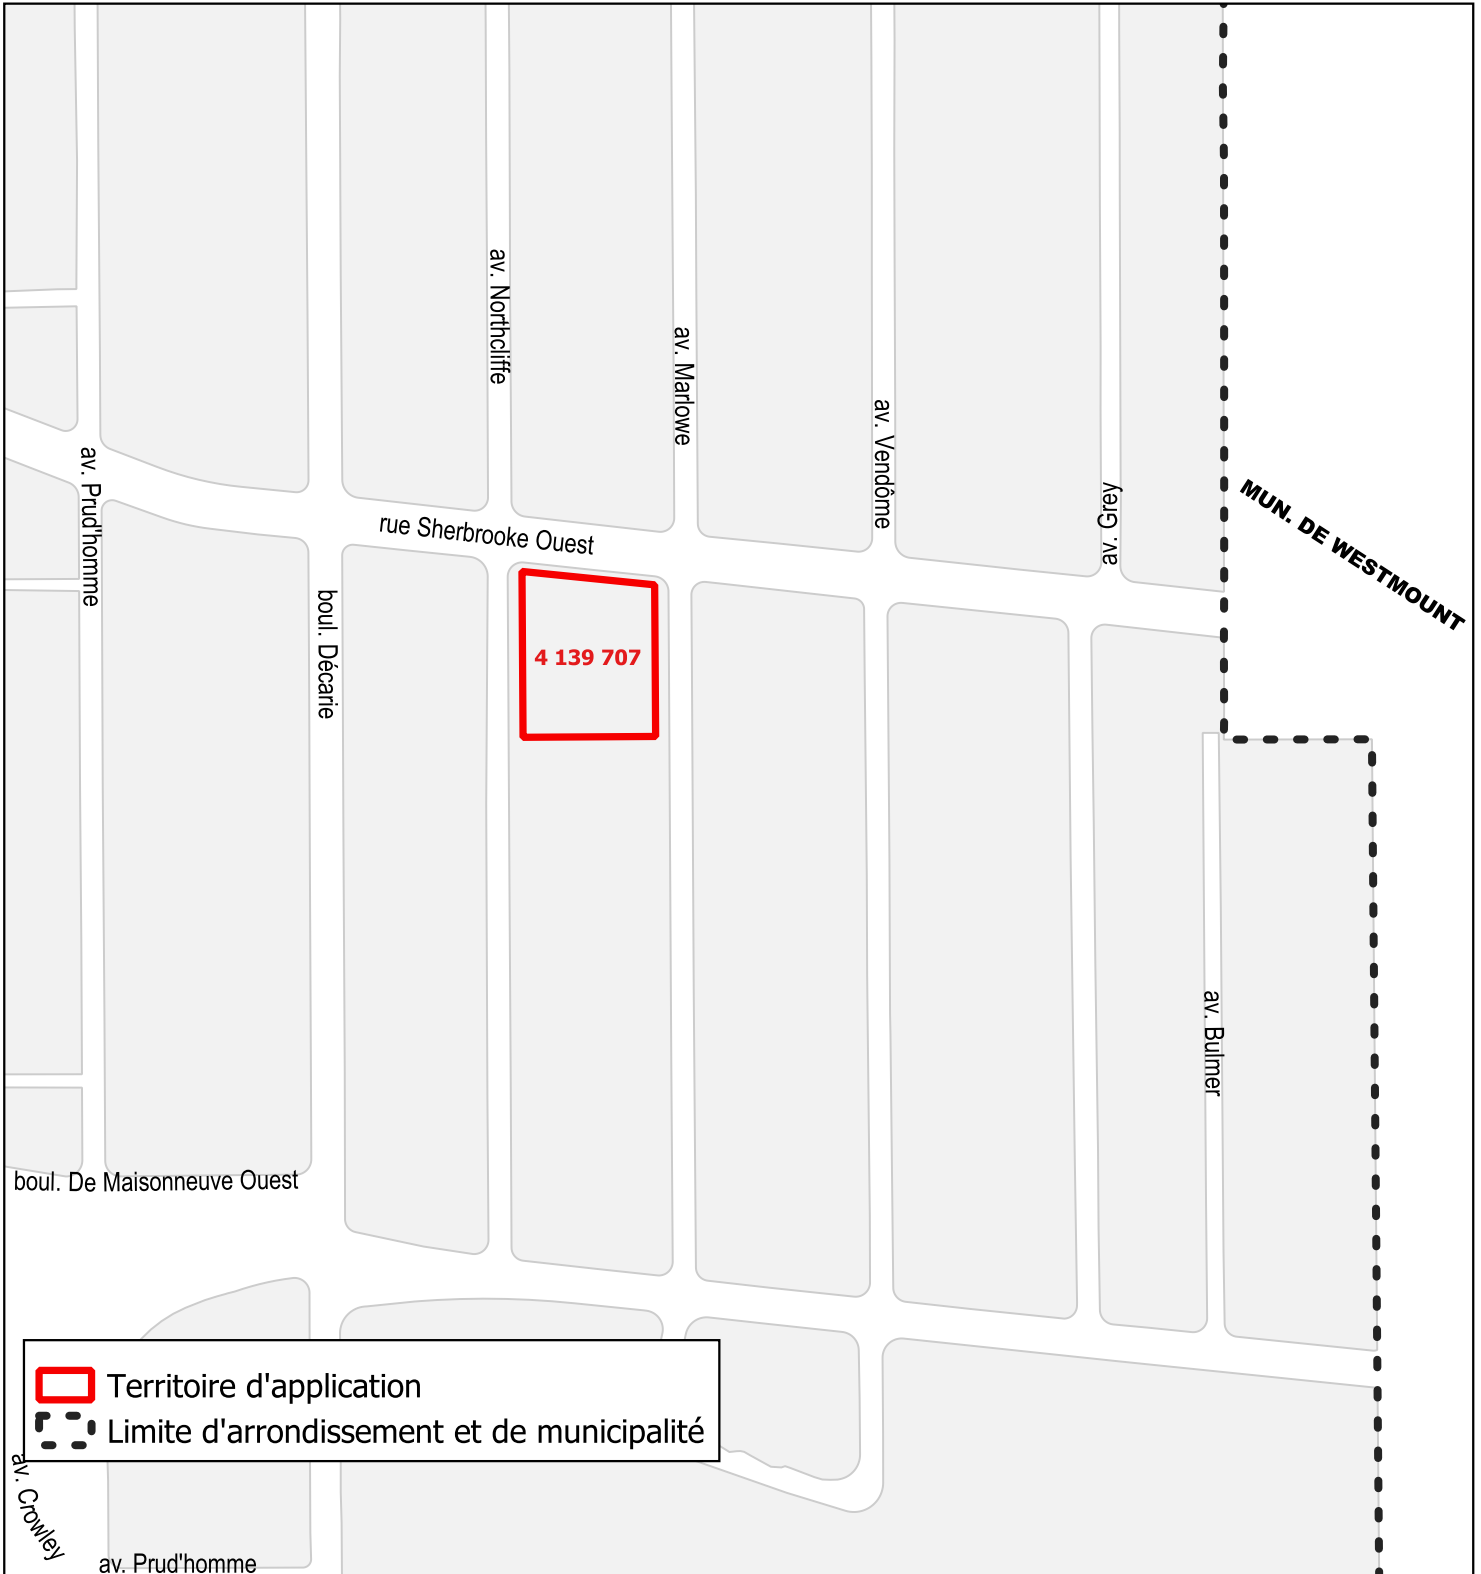 av. Northcliffe
av. Marlowe
av. Vendôme
av. Prud'homme
av. Grey
MUN. DE WESTMOUNT
rue Sherbrooke Ouest
boul. Décarie
4 139 707
av. Bulmer
boul. De Maisonneuve Ouest
Territoire d'application
Limite d'arrondissement et de municipalité
av. Crowley
av. Prud'homme